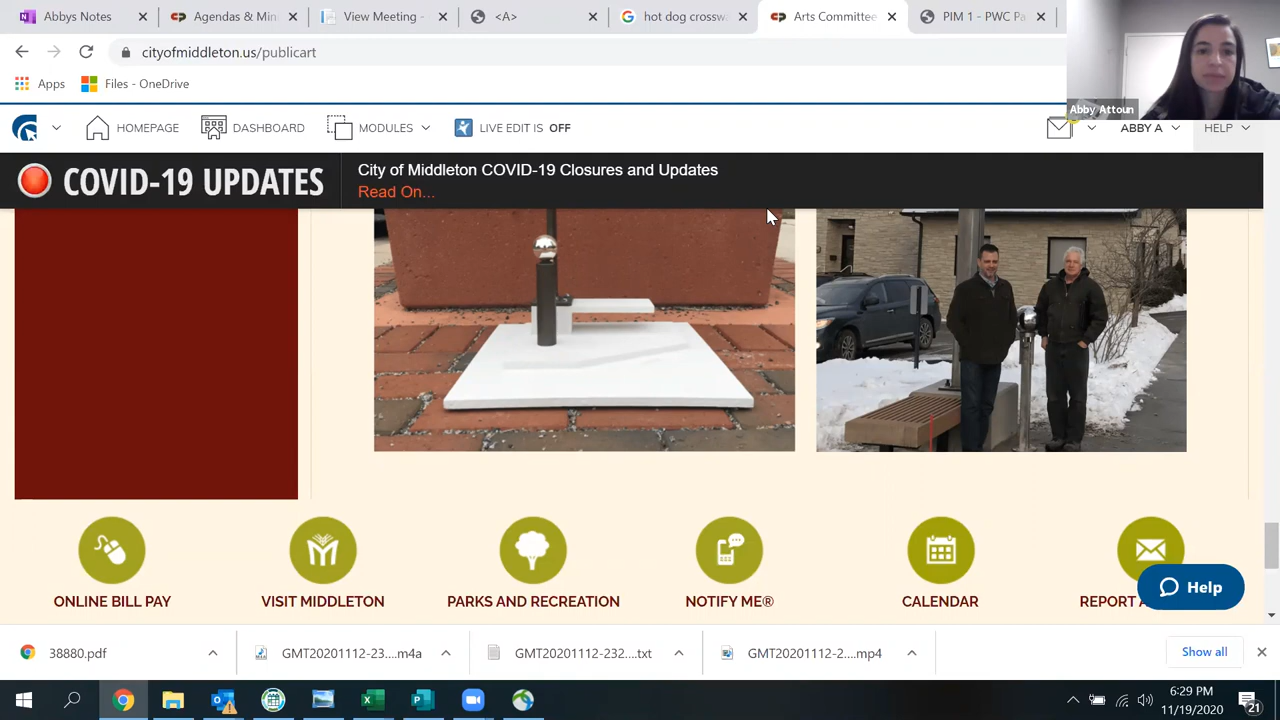 Abbys Notes
Agendas & Min
View Meeting -
<A>
hot dog crossw
Arts Committee
PIM 1 - PWC Pa
cityofmiddleton.us/publicart
Apps
Files - OneDrive
Abby Attoun
HOMEPAGE
DASHBOARD
MODULES
LIVE EDIT IS OFF
ABBY A
HELP
COVID-19 UPDATES
City of Middleton COVID-19 Closures and Updates
Read On...
ONLINE BILL PAY
VISIT MIDDLETON
PARKS AND RECREATION
NOTIFY ME®
CALENDAR
REPORT A
Help
38880.pdf
GMT20201112-23....m4a
GMT20201112-232....txt
GMT20201112-2....mp4
Show all
6:29 PM
11/19/2020
21